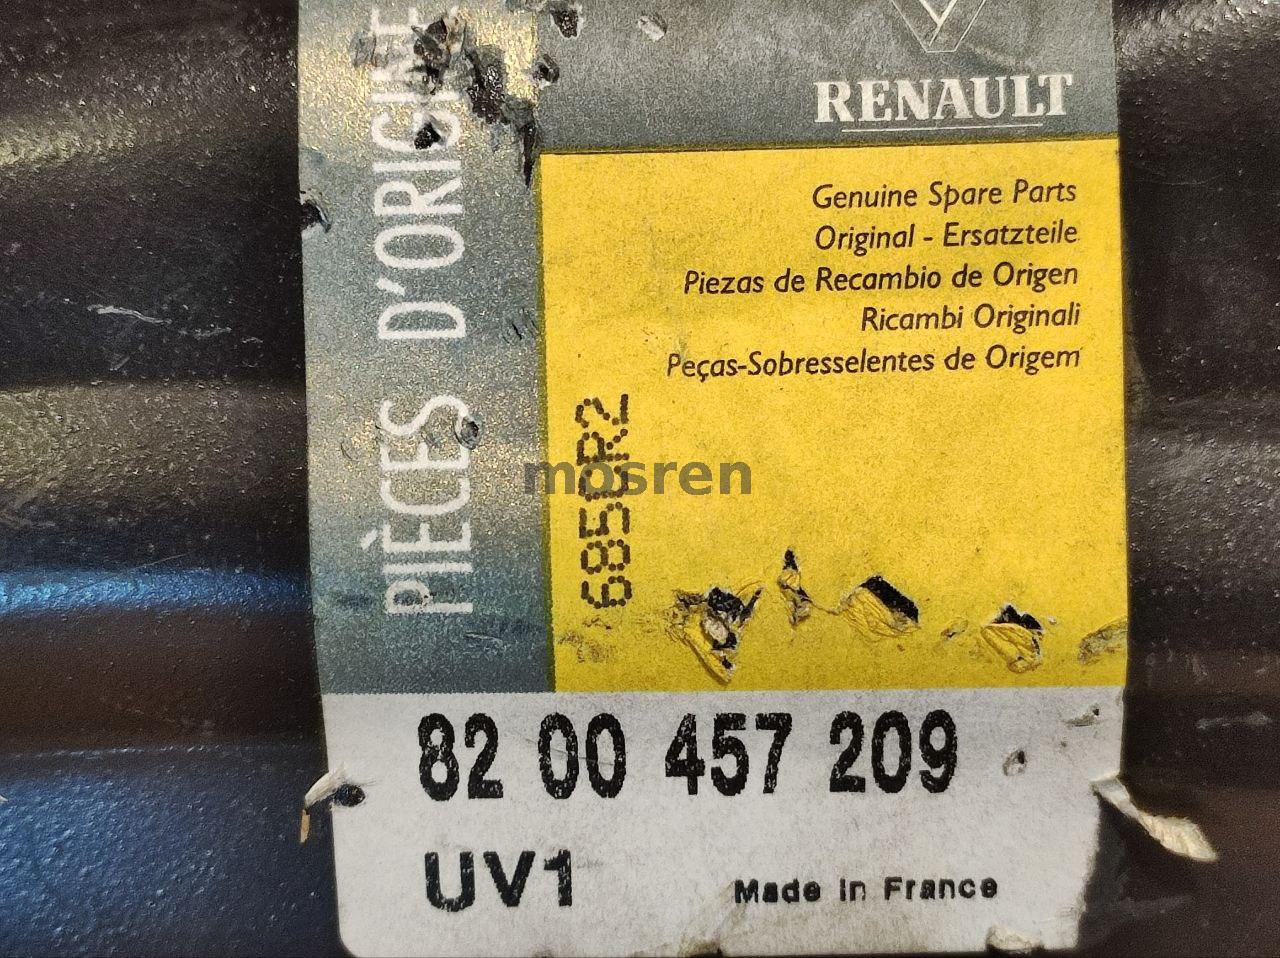 RENAULT
PIÈCES D'ORIGINE
Genuine Spare Parts
Original - Ersatzteile
Piezas de Recambio de Origen
Ricambi Originali
Peças-Sobresselentes de Origem
mosren
82 00 457 209
UV1
Made in France